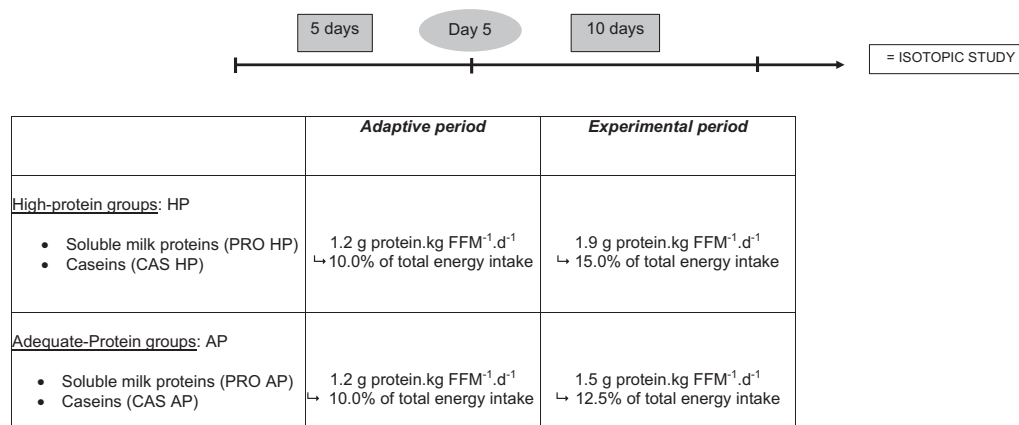 5 days
Day 5
10 days
= ISOTOPIC STUDY
Adaptive period
Experimental period
High-protein groups: HP
• Soluble milk proteins (PRO HP)
• Caseins (CAS HP)
1.2 g protein.kg FFM⁻¹.d⁻¹
↳ 10.0% of total energy intake
1.9 g protein.kg FFM⁻¹.d⁻¹
↳ 15.0% of total energy intake
Adequate-Protein groups: AP
• Soluble milk proteins (PRO AP)
• Caseins (CAS AP)
1.2 g protein.kg FFM⁻¹.d⁻¹
↳ 10.0% of total energy intake
1.5 g protein.kg FFM⁻¹.d⁻¹
↳ 12.5% of total energy intake